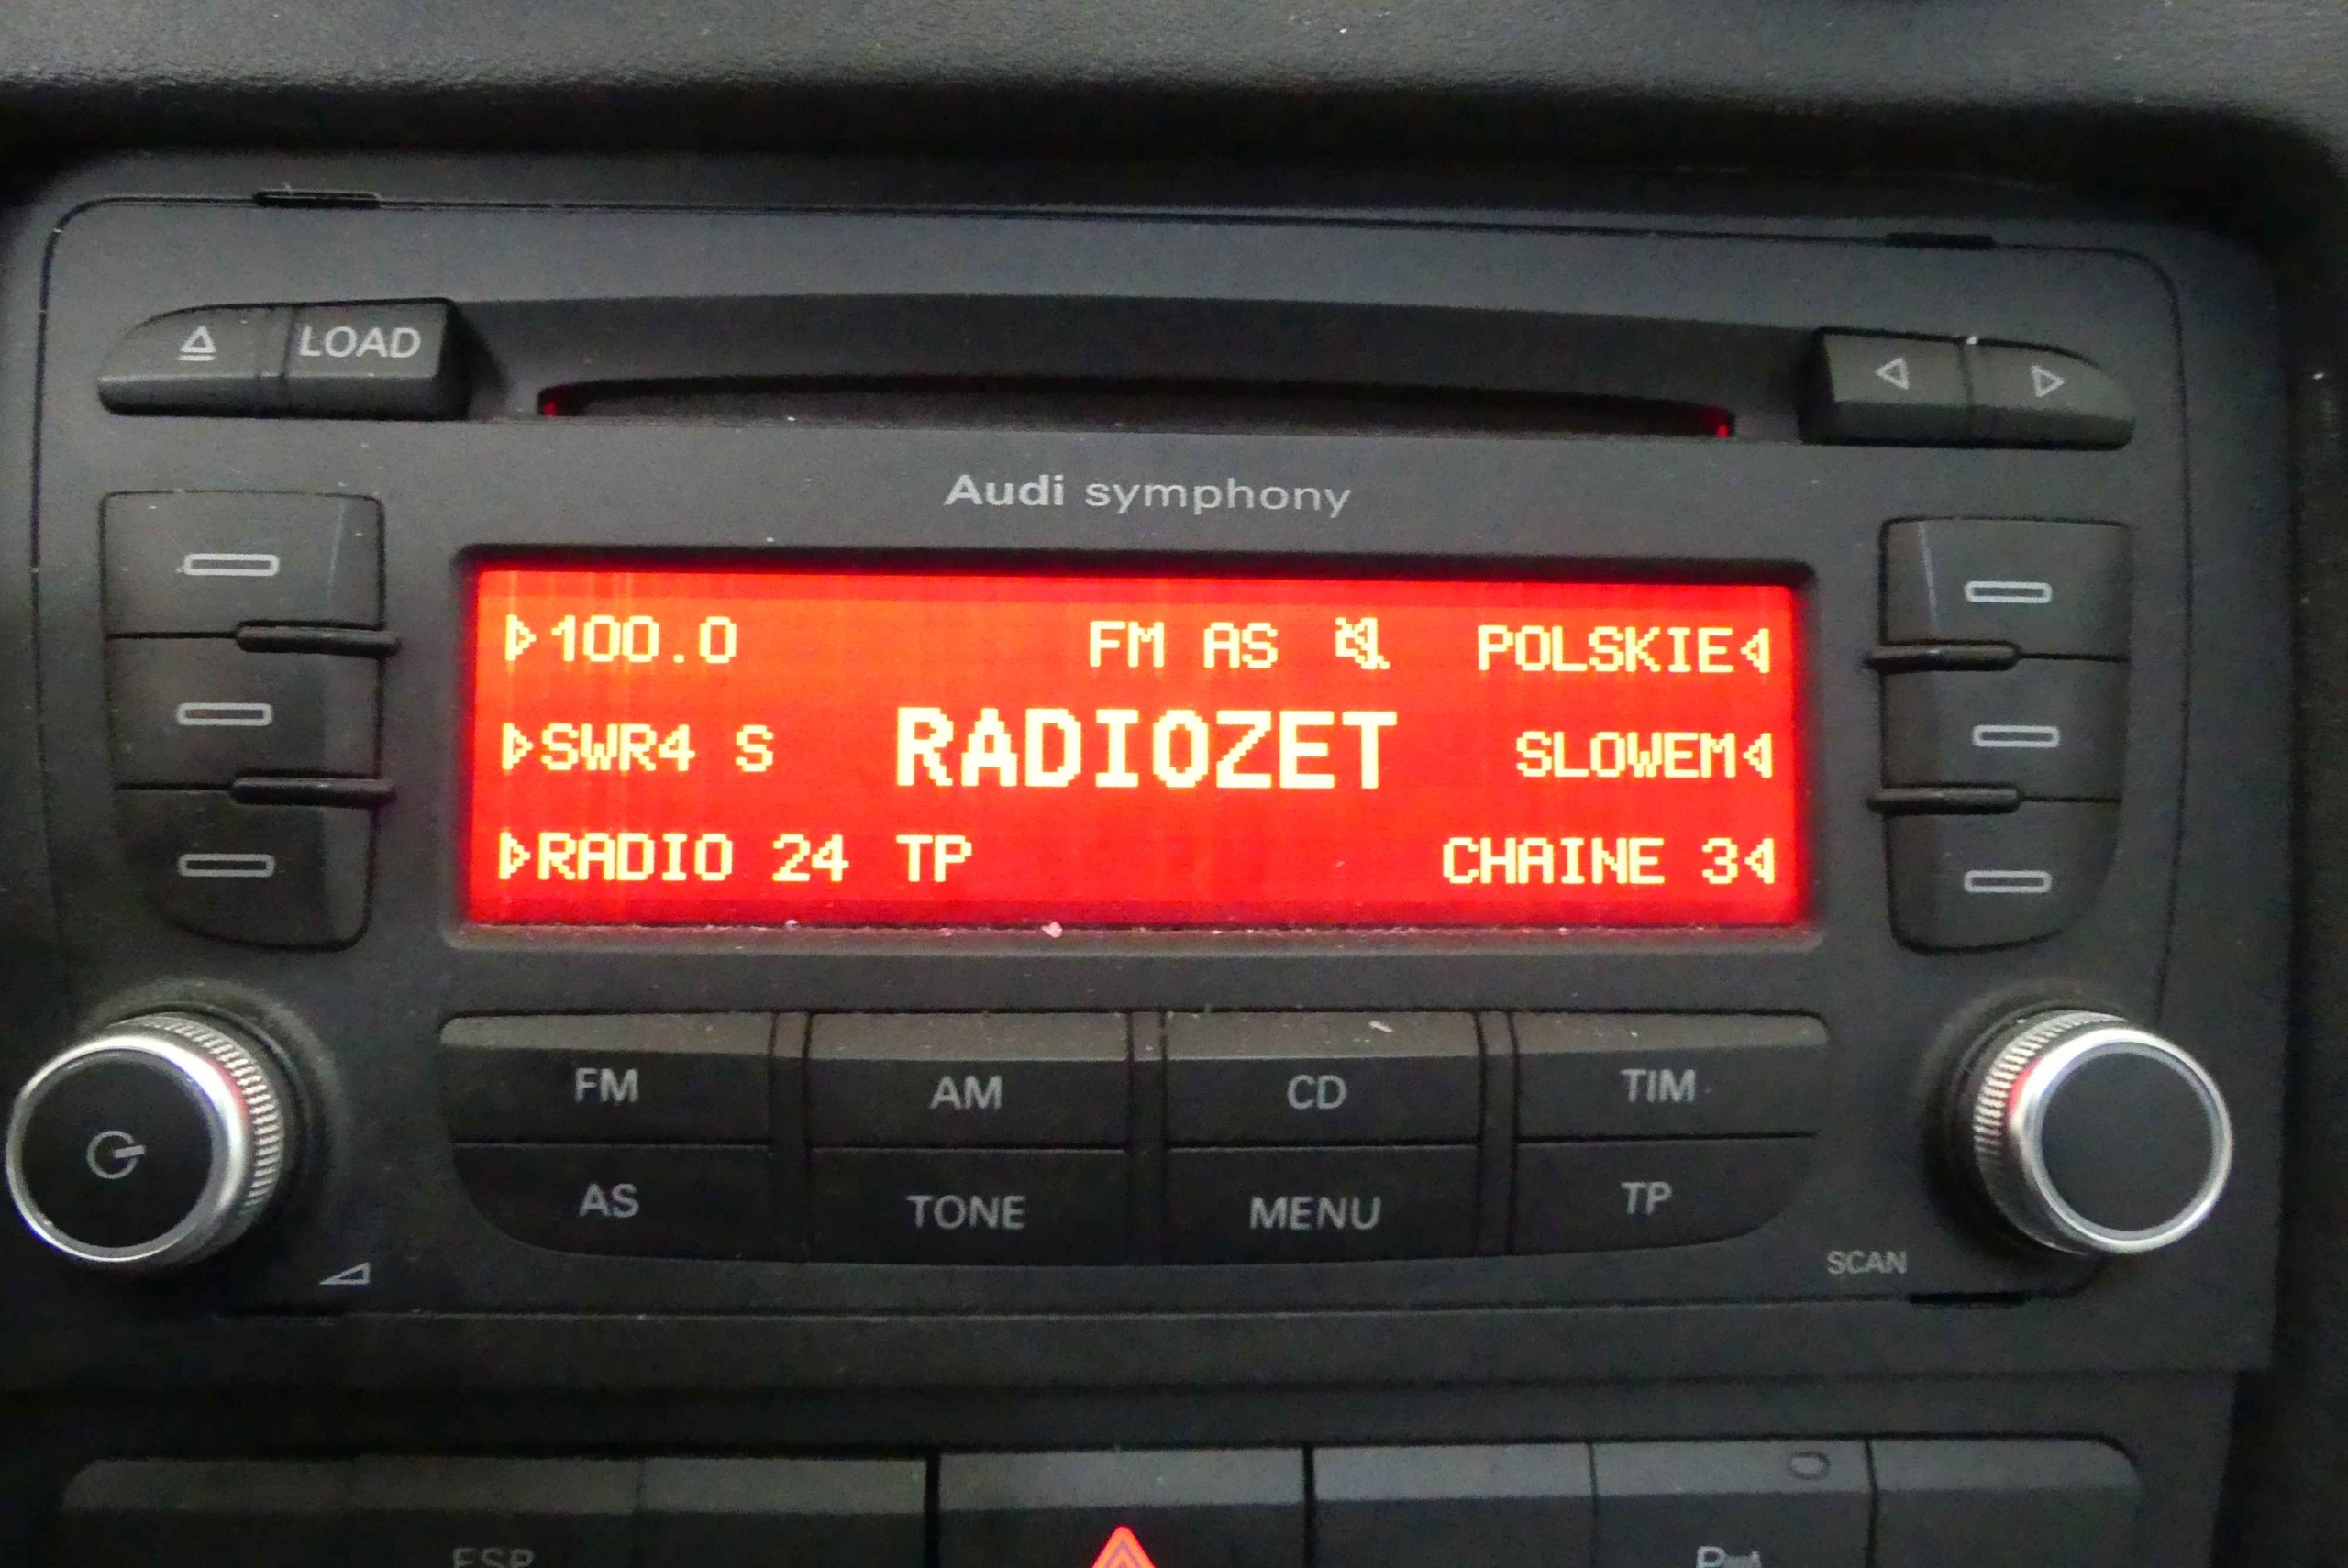 LOAD
Audi symphony
100.0 FM AS POLSKIE
SWR4 S RADIOZET SLOWEM
RADIO 24 TP CHAINE 3
FM AM CD TIM
AS TONE MENU TP
SCAN
ESP